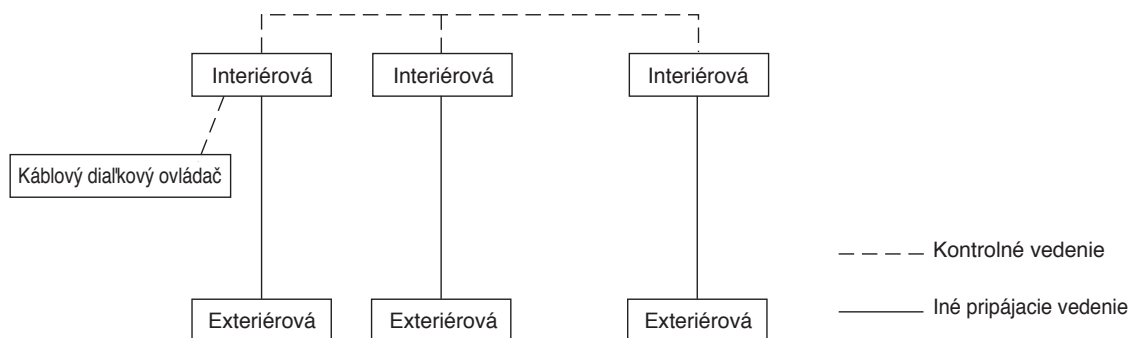 Interiérová Interiérová Interiérová
Káblový diaľkový ovládač
Kontrolné vedenie
Iné pripájacie vedenie
Exteriérová Exteriérová Exteriérová